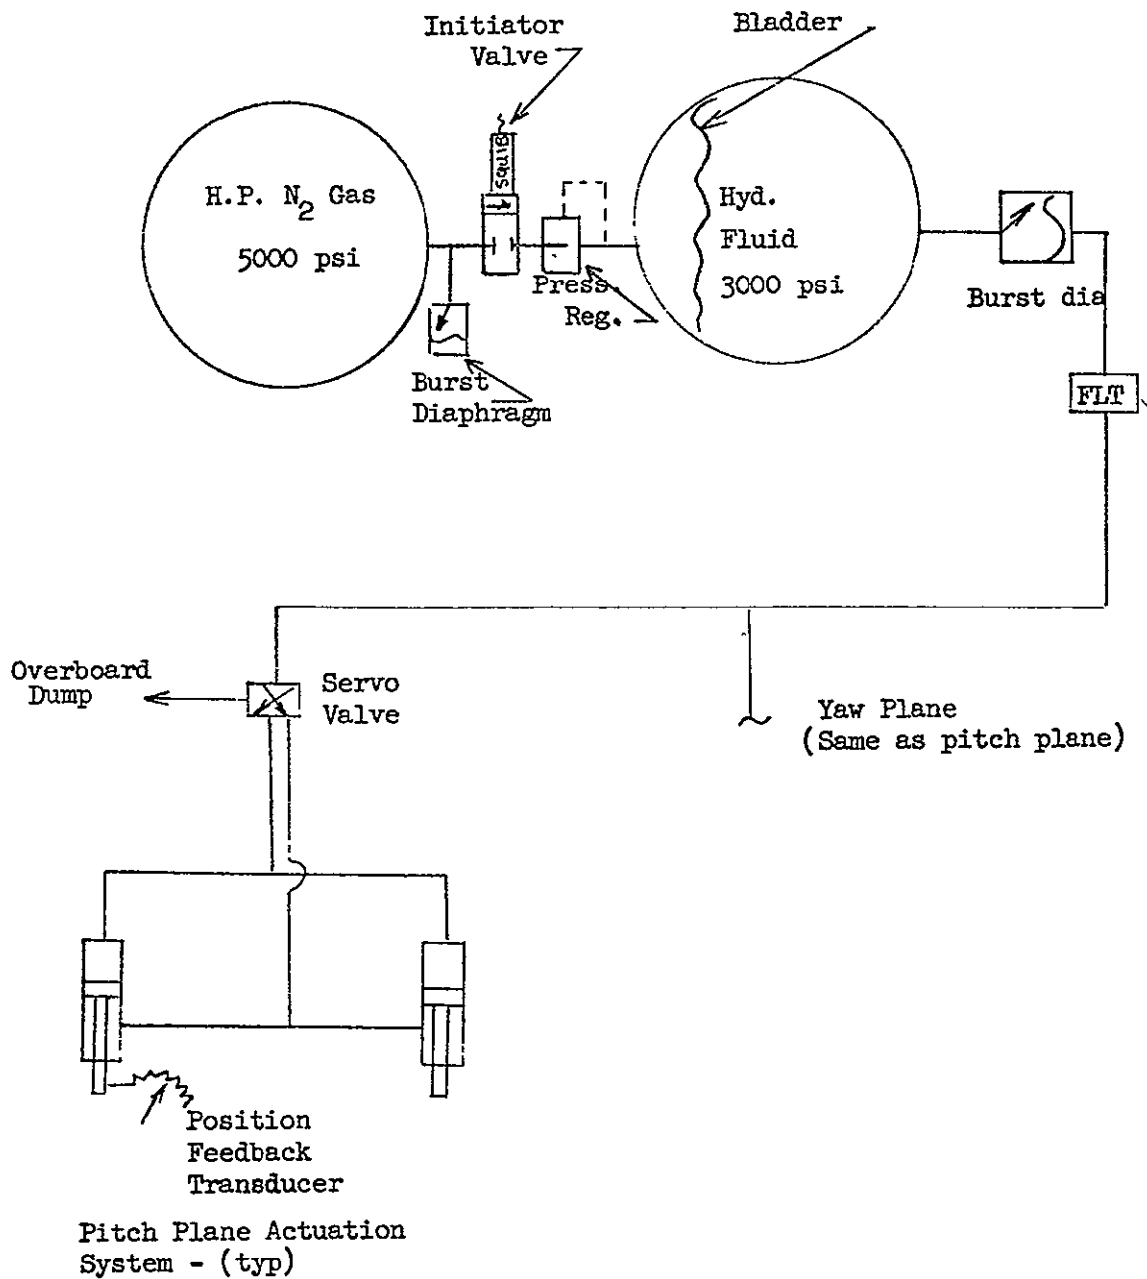 Initiator
Valve
Bladder
Squib
H.P. N₂ Gas
5000 psi
Hyd.
Fluid
3000 psi
Press.
Reg.
Burst dia
Burst
Diaphragm
FLT
Overboard
Dump
Servo
Valve
Yaw Plane
(Same as pitch plane)
Position
Feedback
Transducer
Pitch Plane Actuation
System - (typ)